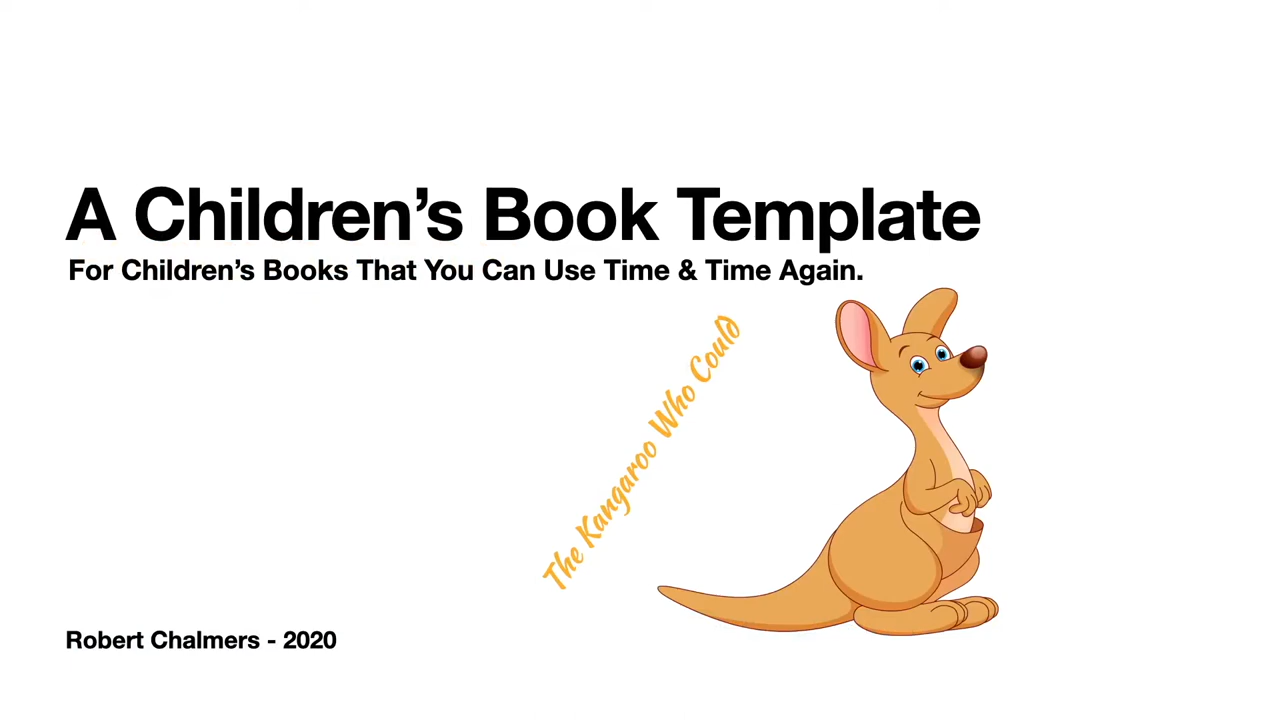 A Children’s Book Template
For Children’s Books That You Can Use Time & Time Again.
The Kangaroo Who Could
Robert Chalmers - 2020